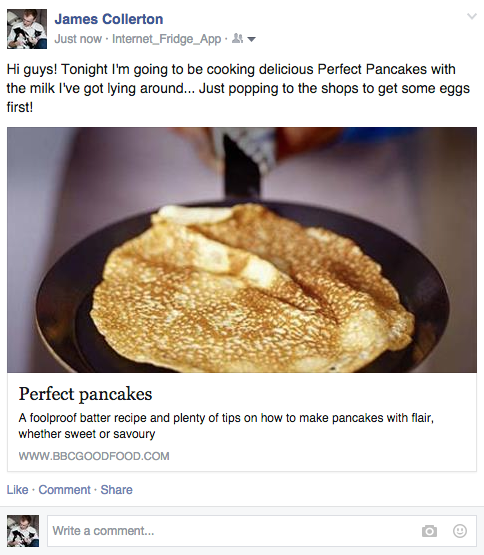 James Collerton
Just now · Internet_Fridge_App ·
Hi guys! Tonight I'm going to be cooking delicious Perfect Pancakes with
the milk I've got lying around... Just popping to the shops to get some eggs
first!
Perfect pancakes
A foolproof batter recipe and plenty of tips on how to make pancakes with flair,
whether sweet or savoury
WWW.BBCGOODFOOD.COM
Like · Comment · Share
Write a comment...